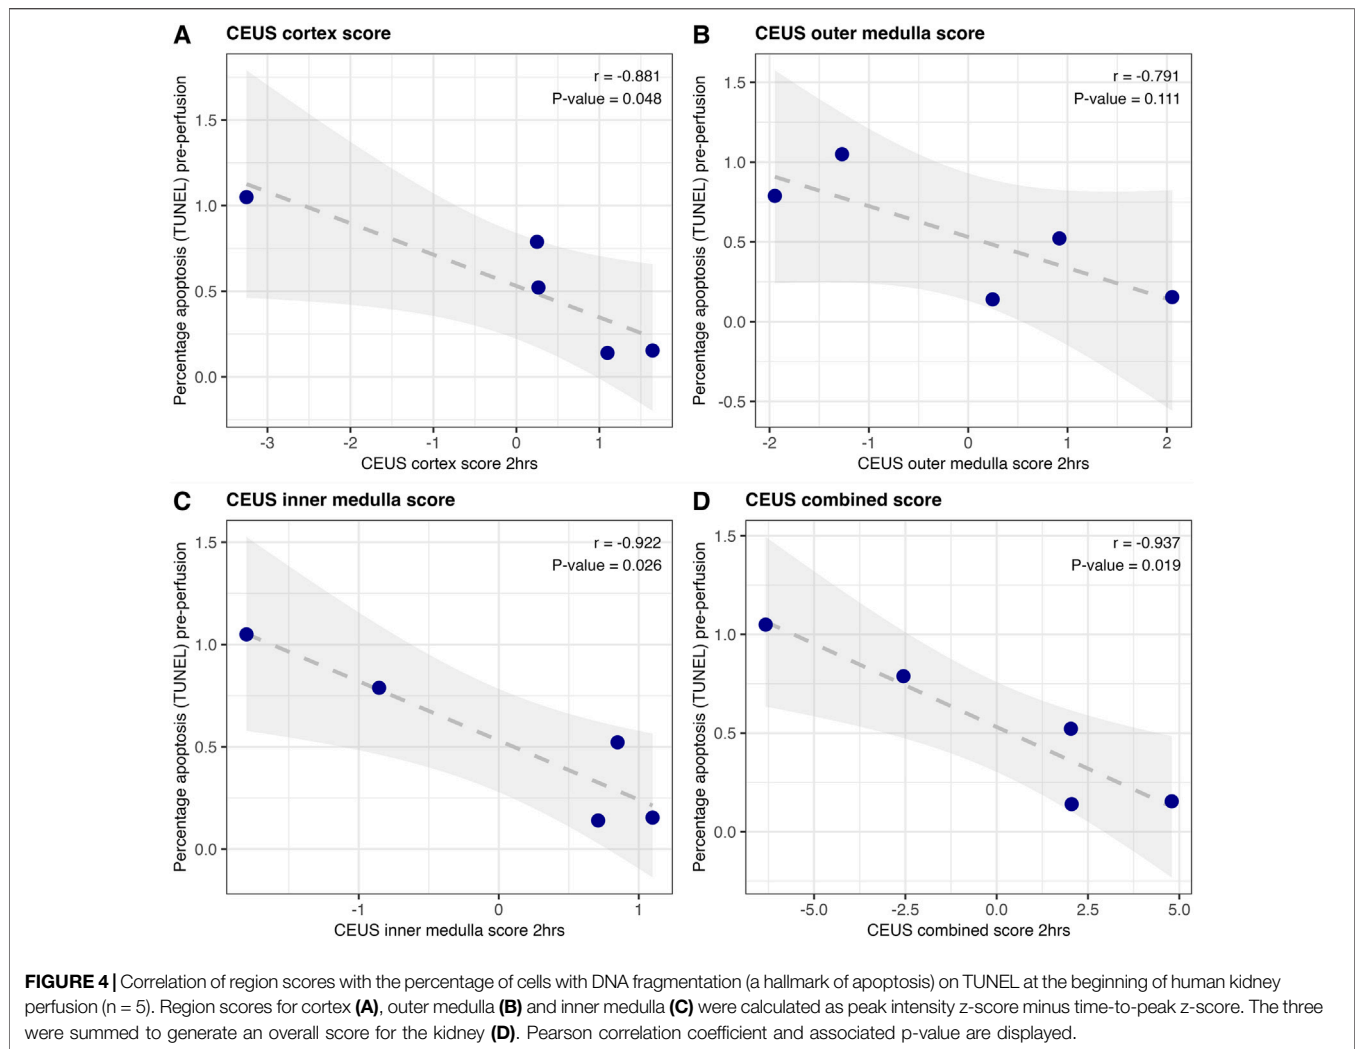 A CEUS cortex score
r = -0.881
P-value = 0.048
Percentage apoptosis (TUNEL) pre-perfusion
1.5
1.0
0.5
0.0
-3 -2 -1 0 1
CEUS cortex score 2hrs
B CEUS outer medulla score
r = -0.791
P-value = 0.111
Percentage apoptosis (TUNEL) pre-perfusion
1.5
1.0
0.5
0.0
-0.5
-2 -1 0 1 2
CEUS outer medulla score 2hrs
C CEUS inner medulla score
r = -0.922
P-value = 0.026
Percentage apoptosis (TUNEL) pre-perfusion
1.5
1.0
0.5
0.0
-1 0 1
CEUS inner medulla score 2hrs
D CEUS combined score
r = -0.937
P-value = 0.019
Percentage apoptosis (TUNEL) pre-perfusion
1.5
1.0
0.5
0.0
-5.0 -2.5 0.0 2.5 5.0
CEUS combined score 2hrs
FIGURE 4 | Correlation of region scores with the percentage of cells with DNA fragmentation (a hallmark of apoptosis) on TUNEL at the beginning of human kidney
perfusion (n = 5). Region scores for cortex (A), outer medulla (B) and inner medulla (C) were calculated as peak intensity z-score minus time-to-peak z-score. The three
were summed to generate an overall score for the kidney (D). Pearson correlation coefficient and associated p-value are displayed.